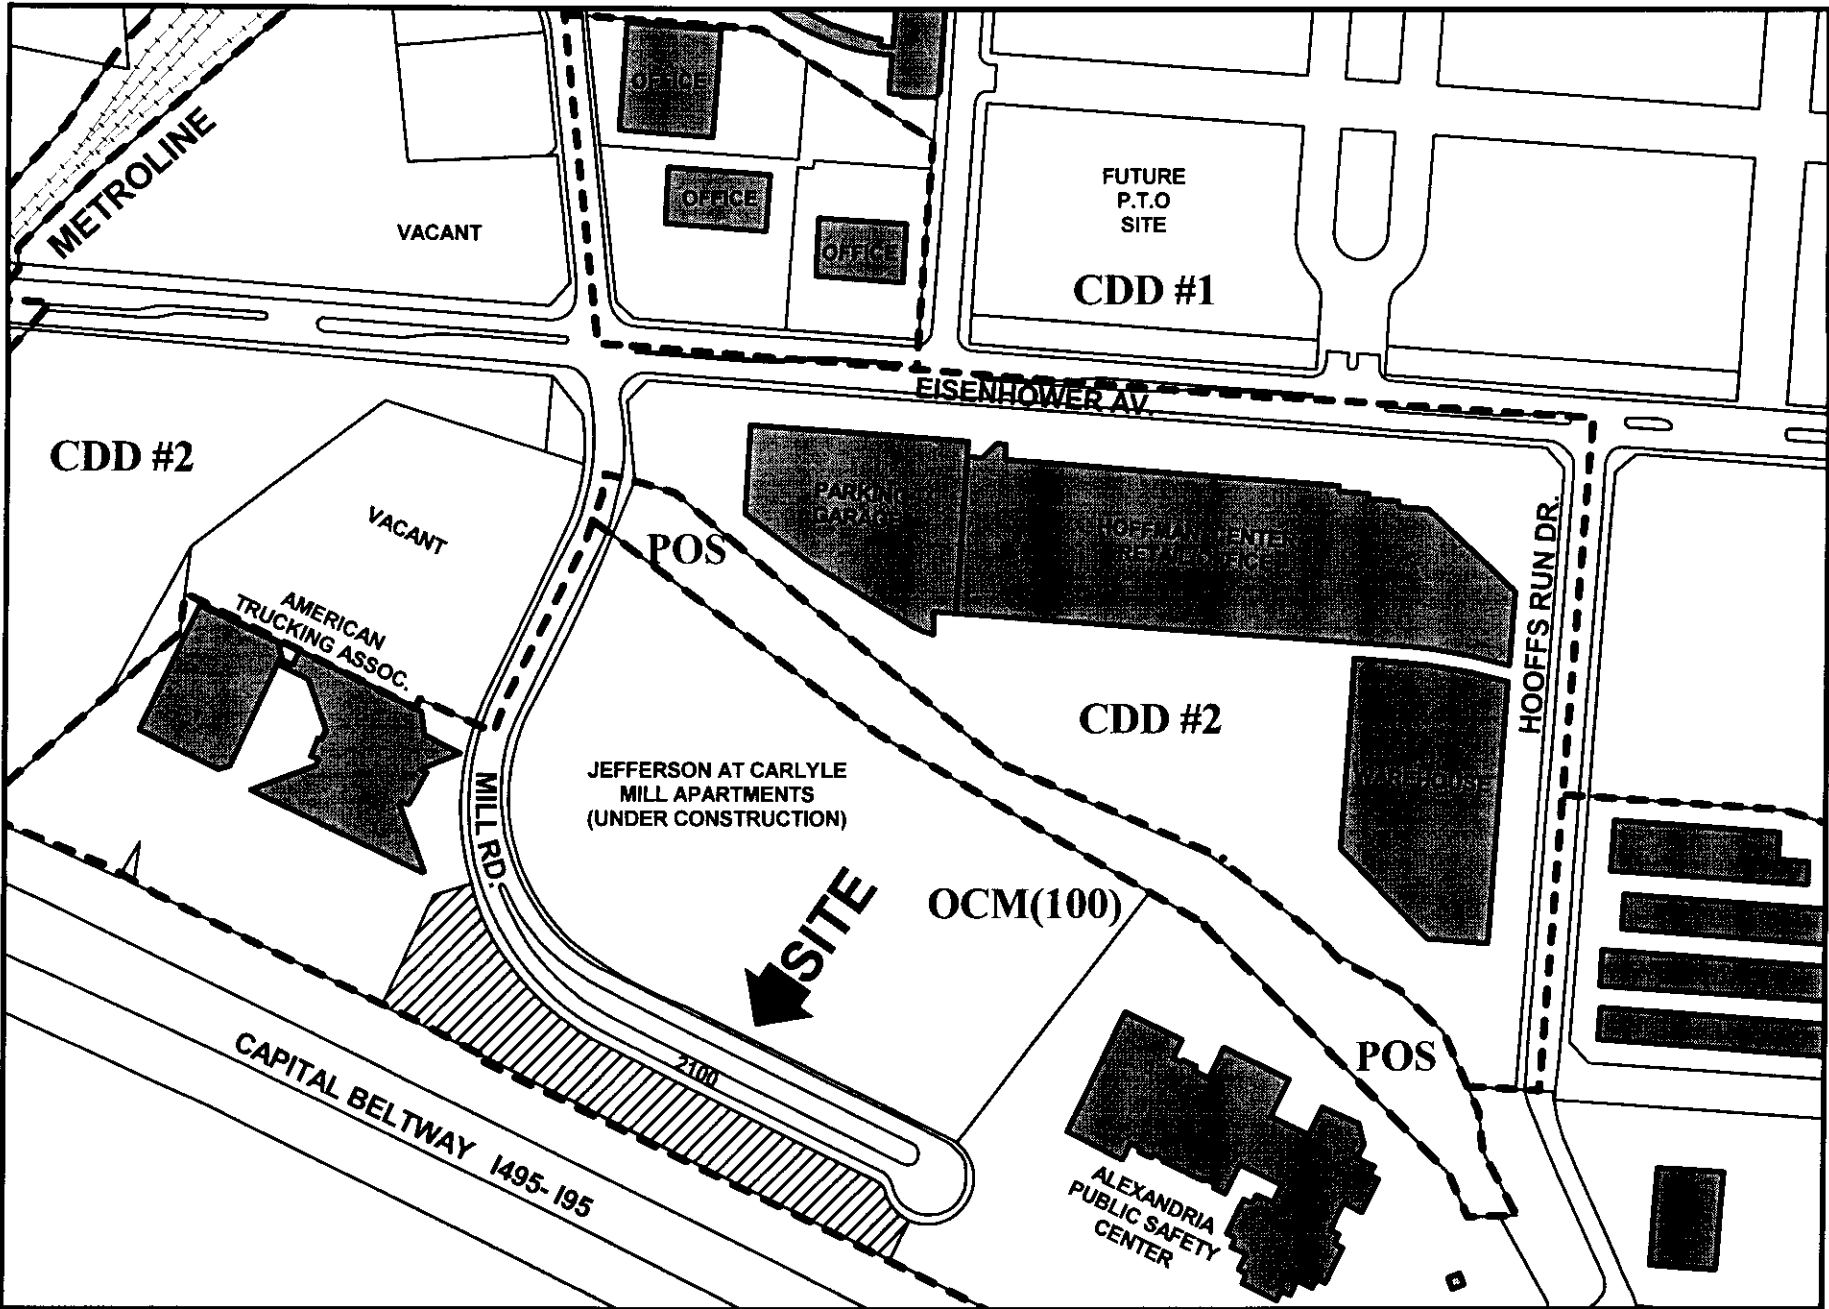 OFFICE
METROLINE
VACANT
OFFICE
OFFICE
FUTURE
P.T.O
SITE
CDD #1
EISENHOWER AV.
CDD #2
VACANT
PARKING
GARAGE
HOFFMAN CENTER
RETAIL OFFICE
POS
HOOFFS RUN DR.
AMERICAN
TRUCKING ASSOC.
CDD #2
WAREHOUSE
MILL RD.
JEFFERSON AT CARLYLE
MILL APARTMENTS
(UNDER CONSTRUCTION)
SITE
OCM(100)
2100
POS
CAPITAL BELTWAY I495- I95
ALEXANDRIA
PUBLIC SAFETY
CENTER